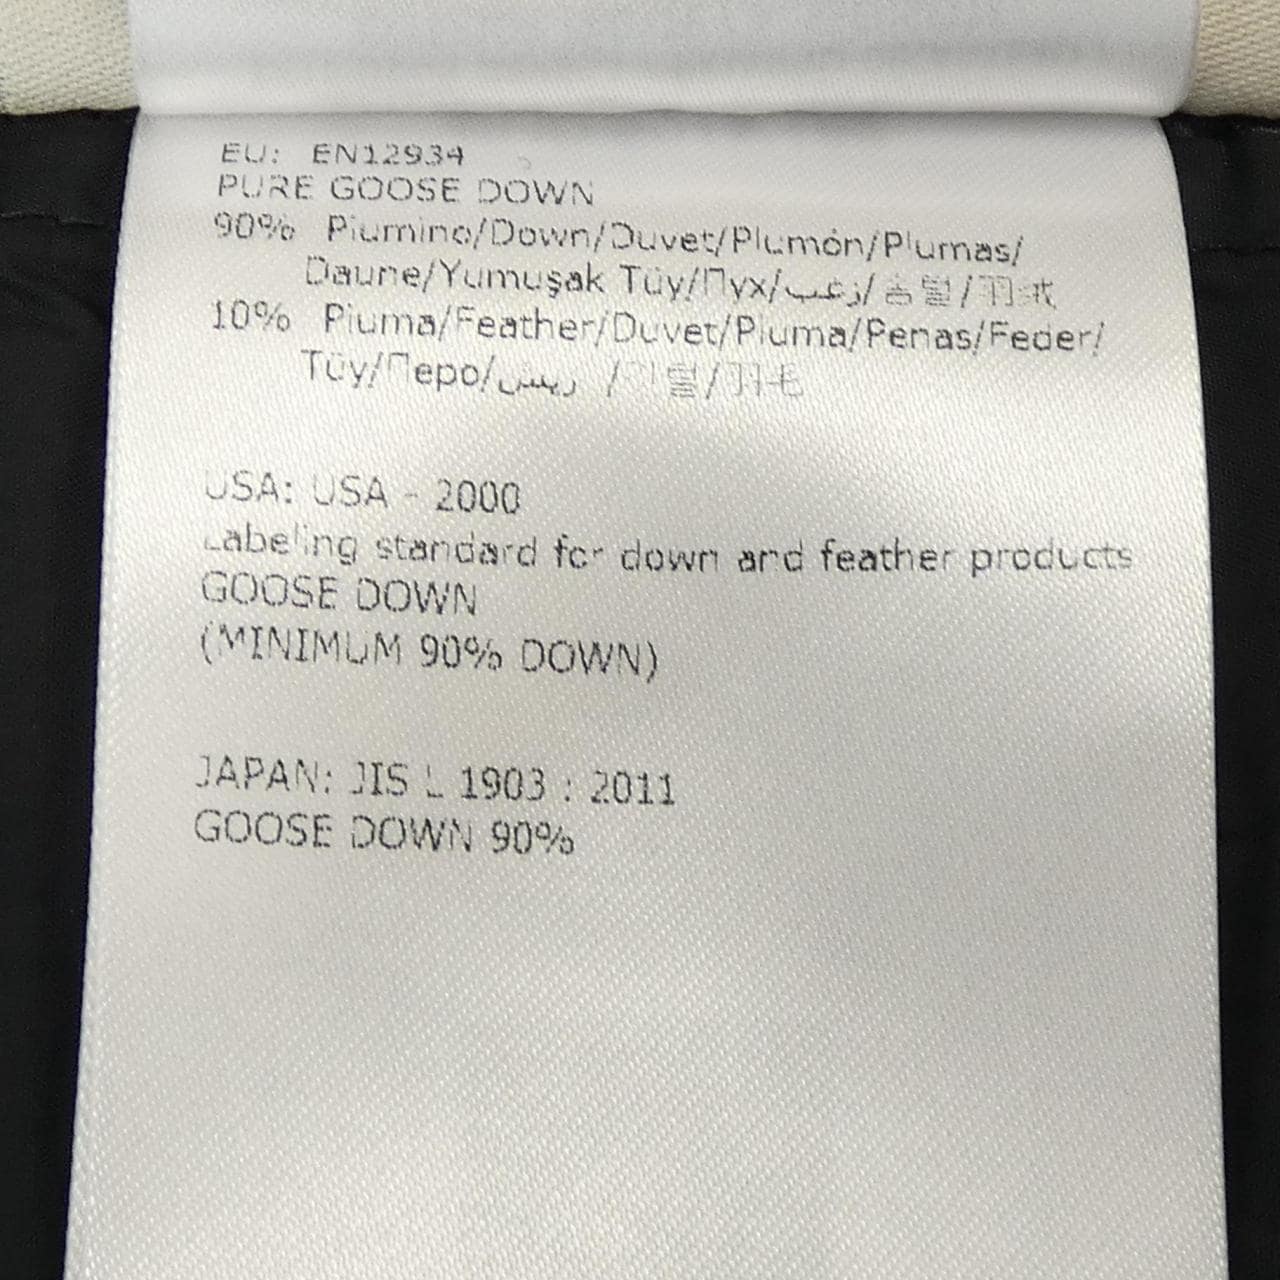 EU: EN12934
PURE GOOSE DOWN
90% Piumino/Down/Duvet/Plumón/Plumas/
Daune/Yumuşak Tüy/Пух/زغب/솜털/羽绒
10% Piuma/Feather/Duvet/Pluma/Penas/Feder/
Tüy/Перо/ريش /깃털/羽毛
USA: USA - 2000
Labeling standard for down and feather products
GOOSE DOWN
(MINIMUM 90% DOWN)
JAPAN: JIS L 1903 : 2011
GOOSE DOWN 90%